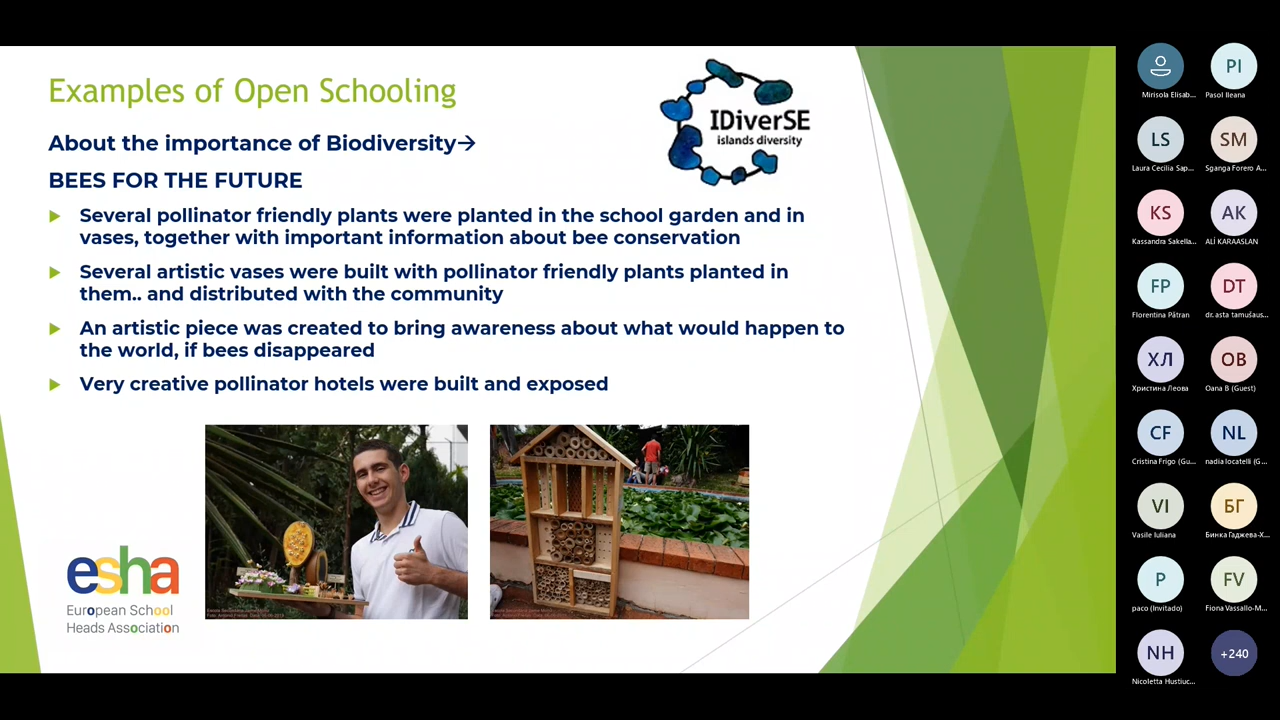 Examples of Open Schooling
About the importance of Biodiversity→
BEES FOR THE FUTURE
Several pollinator friendly plants were planted in the school garden and in
vases, together with important information about bee conservation
Several artistic vases were built with pollinator friendly plants planted in
them.. and distributed with the community
An artistic piece was created to bring awareness about what would happen to
the world, if bees disappeared
Very creative pollinator hotels were built and exposed
IDiverSE
islands diversity
esha
European School
Heads Association
Mirisola Elisab...
PI
Pasol Ileana
LS
Laura Cecilia Sap...
SM
Sganga Forero A...
KS
Kassandra Sakella...
AK
ALİ KARAASLAN
FP
Florentina Pătran
DT
dr. asta tamušaus...
ХЛ
Христина Леова
OB
Oana B (Guest)
CF
Cristina Frigo (Gu...
NL
nadia locatelli (G...
VI
Vasile Iuliana
БГ
Бинка Гаджева-Х...
P
paco (Invitado)
FV
Fiona Vassallo-M...
NH
Nicoletta Hustiuc...
+240